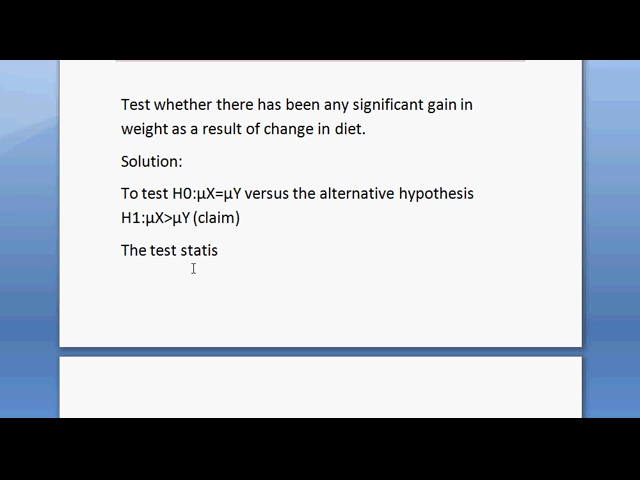 Test whether there has been any significant gain in
weight as a result of change in diet.
Solution:
To test H0:µX=µY versus the alternative hypothesis
H1:µX>µY (claim)
The test statis